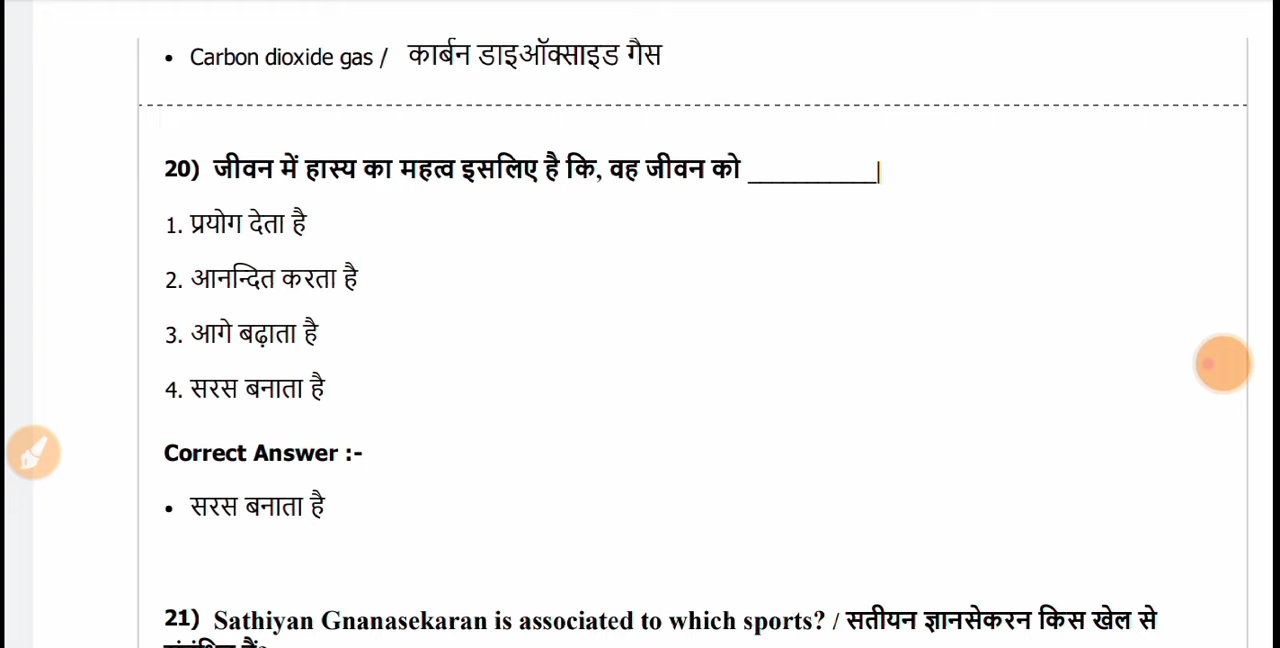 • Carbon dioxide gas / कार्बन डाइऑक्साइड गैस
20) जीवन में हास्य का महत्व इसलिए है कि, वह जीवन को __________|
1. प्रयोग देता है
2. आनन्दित करता है
3. आगे बढ़ाता है
4. सरस बनाता है
Correct Answer :-
• सरस बनाता है
21) Sathiyan Gnanasekaran is associated to which sports? / सतीयन ज्ञानसेकरन किस खेल से